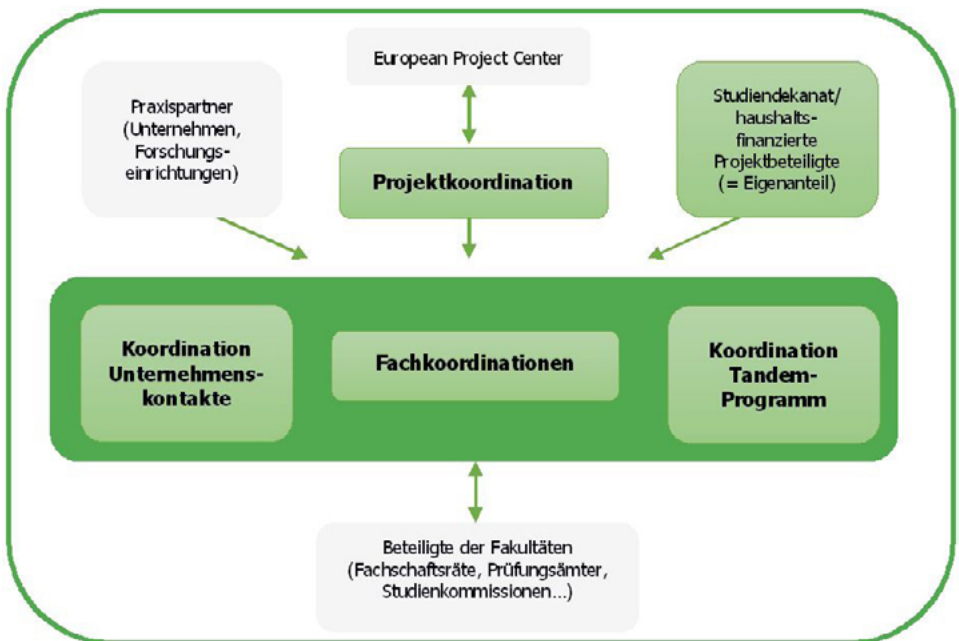 European Project Center
Praxispartner
(Unternehmen,
Forschungs-
einrichtungen)
Studiendekanat/
haushalts-
finanzierte
Projektbeteiligte
(= Eigenanteil)
Projektkoordination
Koordination
Unternehmens-
kontakte
Fachkoordinationen
Koordination
Tandem-
Programm
Beteiligte der Fakultäten
(Fachschaftsräte, Prüfungsämter,
Studienkommissionen...)